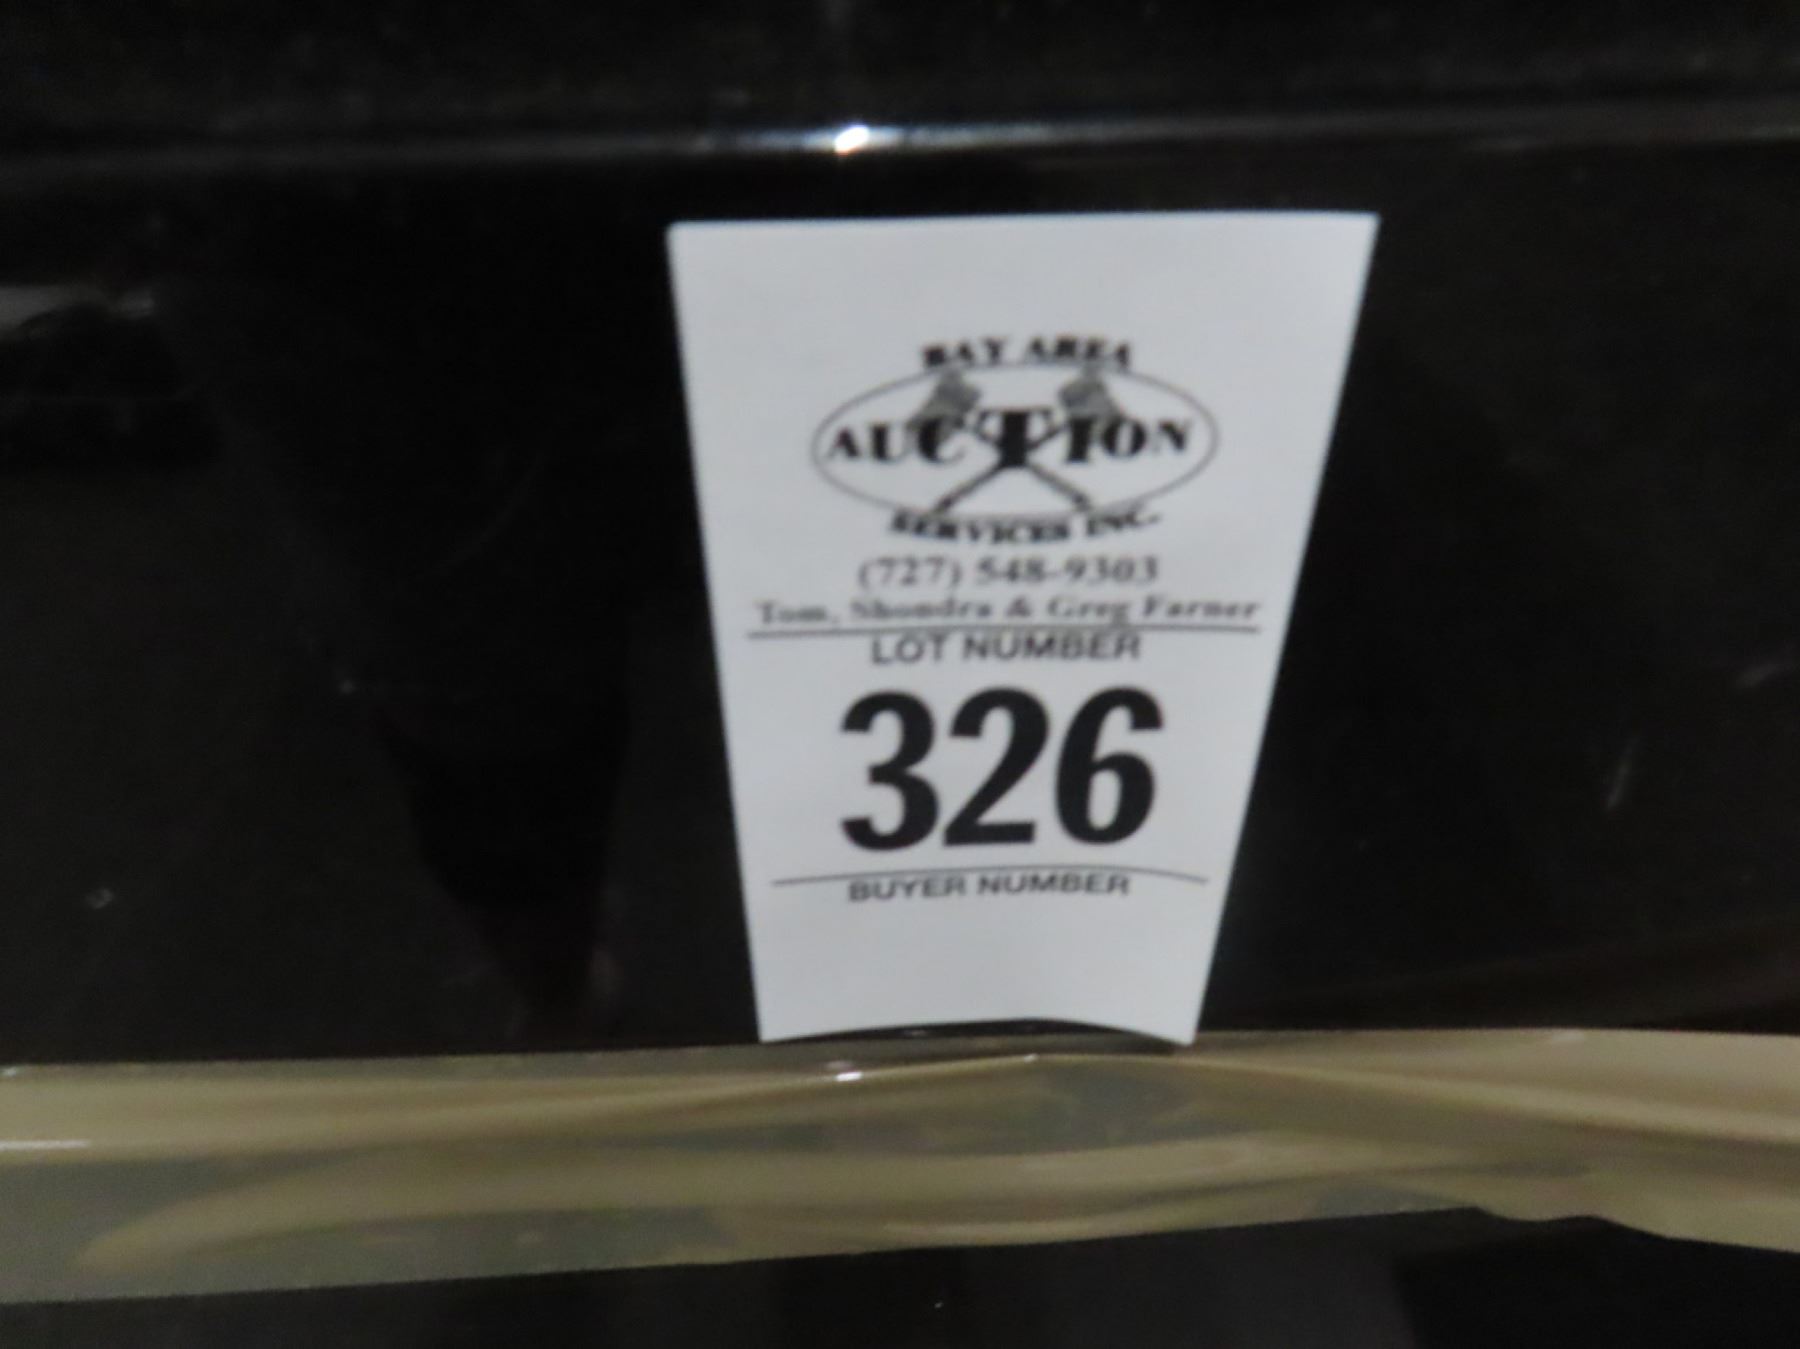 BAY AREA
AUCTION
SERVICES INC.
(727) 548-9303
Tom, Shondra & Greg Farner
LOT NUMBER
326
BUYER NUMBER